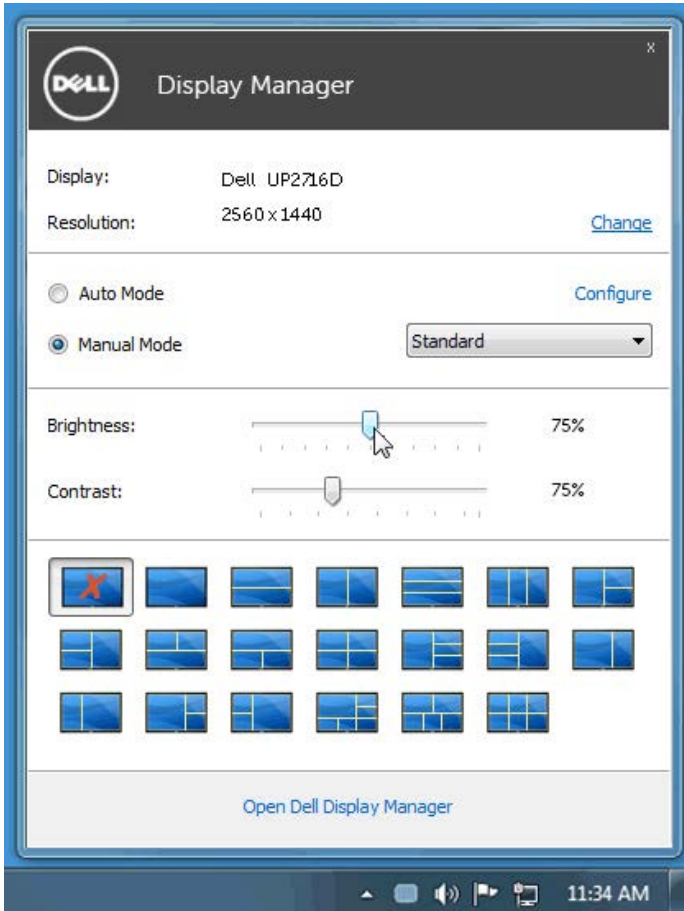 x
DELL Display Manager
Display: Dell UP2716D
Resolution: 2560 x 1440 Change
Auto Mode Configure
Manual Mode Standard
Brightness: 75%
Contrast: 75%
Open Dell Display Manager
11:34 AM